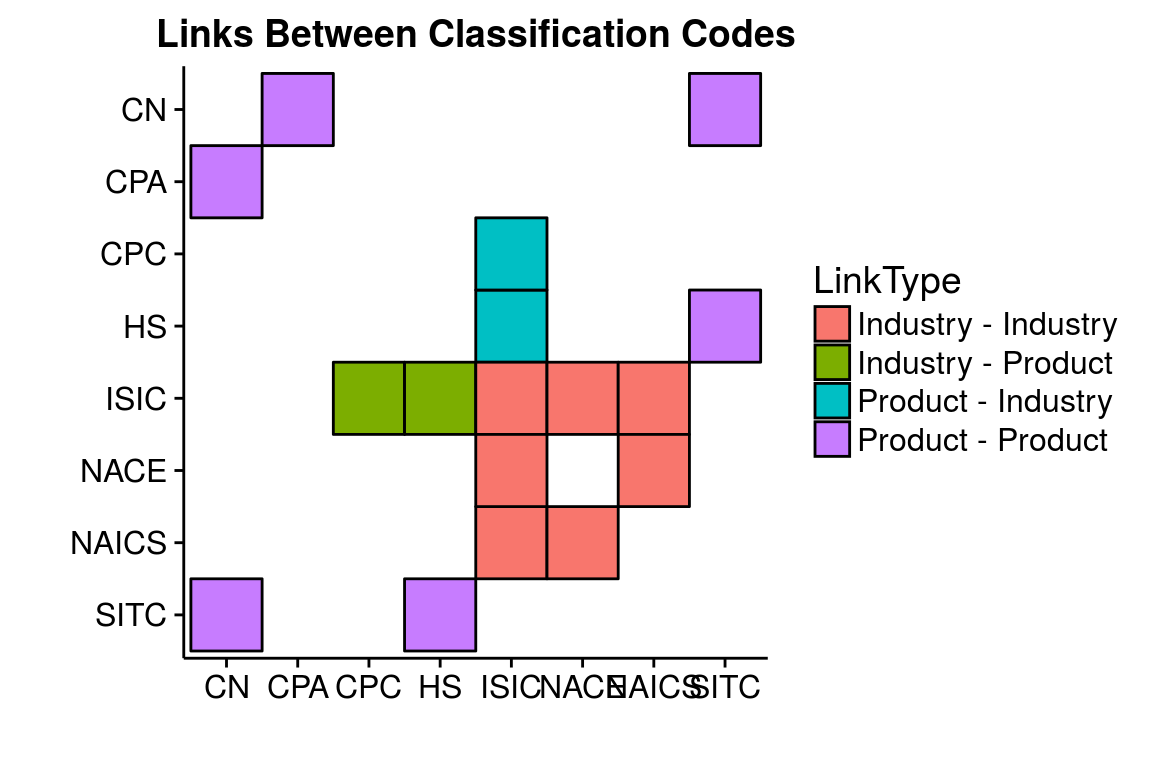 Links Between Classification Codes
CN
CPA
CPC
HS
ISIC
NACE
NAICS
SITC
CN CPA CPC HS ISIC NACE NAICS SITC
LinkType
Industry - Industry
Industry - Product
Product - Industry
Product - Product